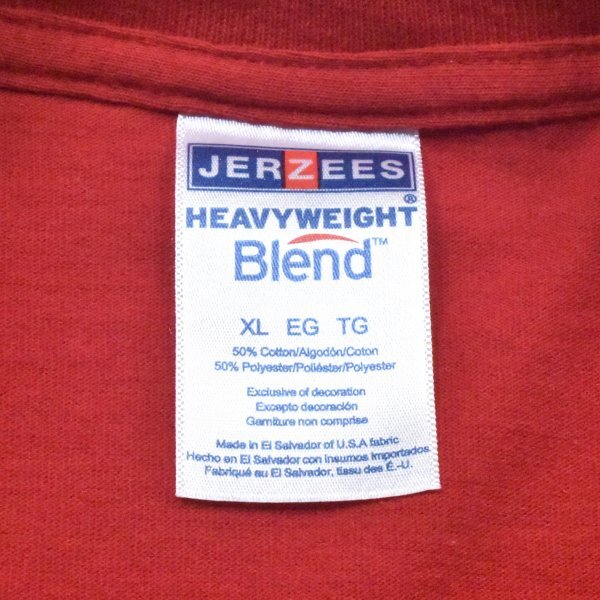 JERZEES
®
HEAVYWEIGHT
Blend™
XL EG TG
50% Cotton/Algodón/Coton
50% Polyester/Poliéster/Polyester
Exclusive of decoration
Excepto decoración
Garniture non comprise
Made in El Salvador of U.S.A fabric
Hecho en El Salvador con insumos importados
Fabriqué au El Salvador, tissu des É.-U.